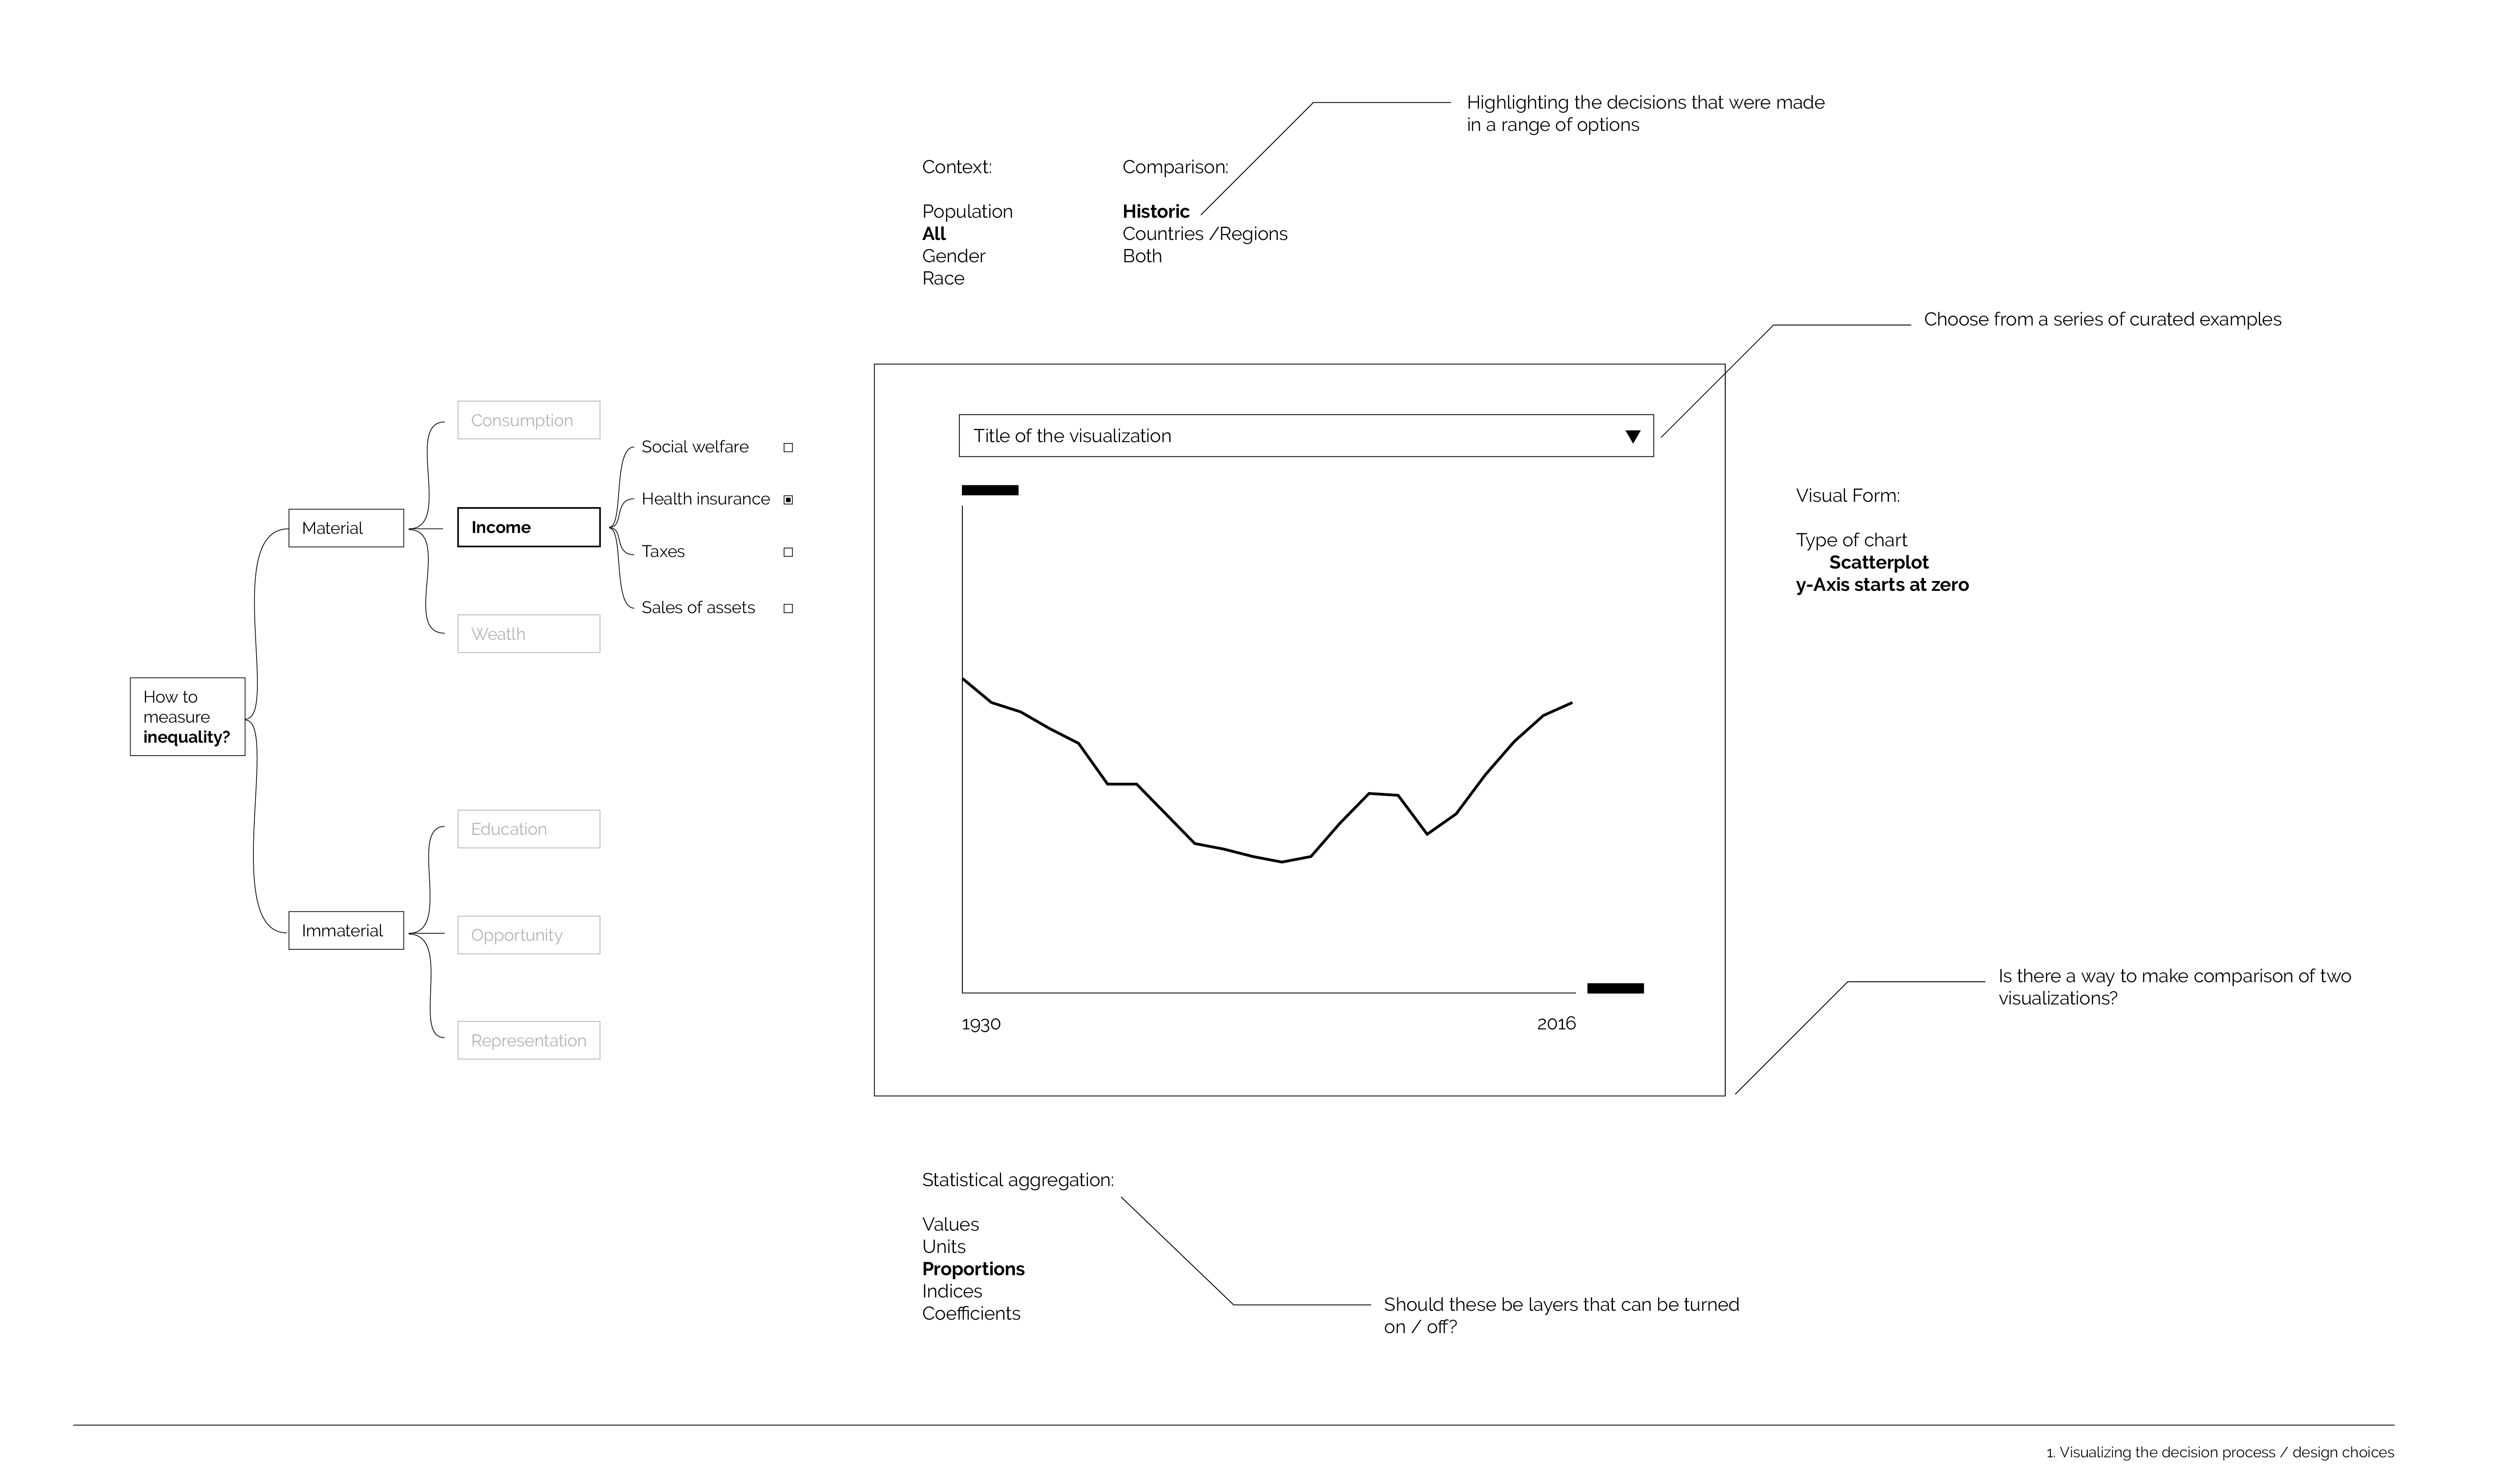 Highlighting the decisions that were made
in a range of options
Context:
Population
All
Gender
Race
Comparison:
Historic
Countries /Regions
Both
Choose from a series of curated examples
How to
measure
inequality?
Material
Immaterial
Consumption
Income
Weatlh
Education
Opportunity
Representation
Social welfare
Health insurance
Taxes
Sales of assets
Title of the visualization
1930
2016
Visual Form:
Type of chart
Scatterplot
y-Axis starts at zero
Is there a way to make comparison of two
visualizations?
Statistical aggregation:
Values
Units
Proportions
Indices
Coefficients
Should these be layers that can be turned
on / off?
1. Visualizing the decision process / design choices